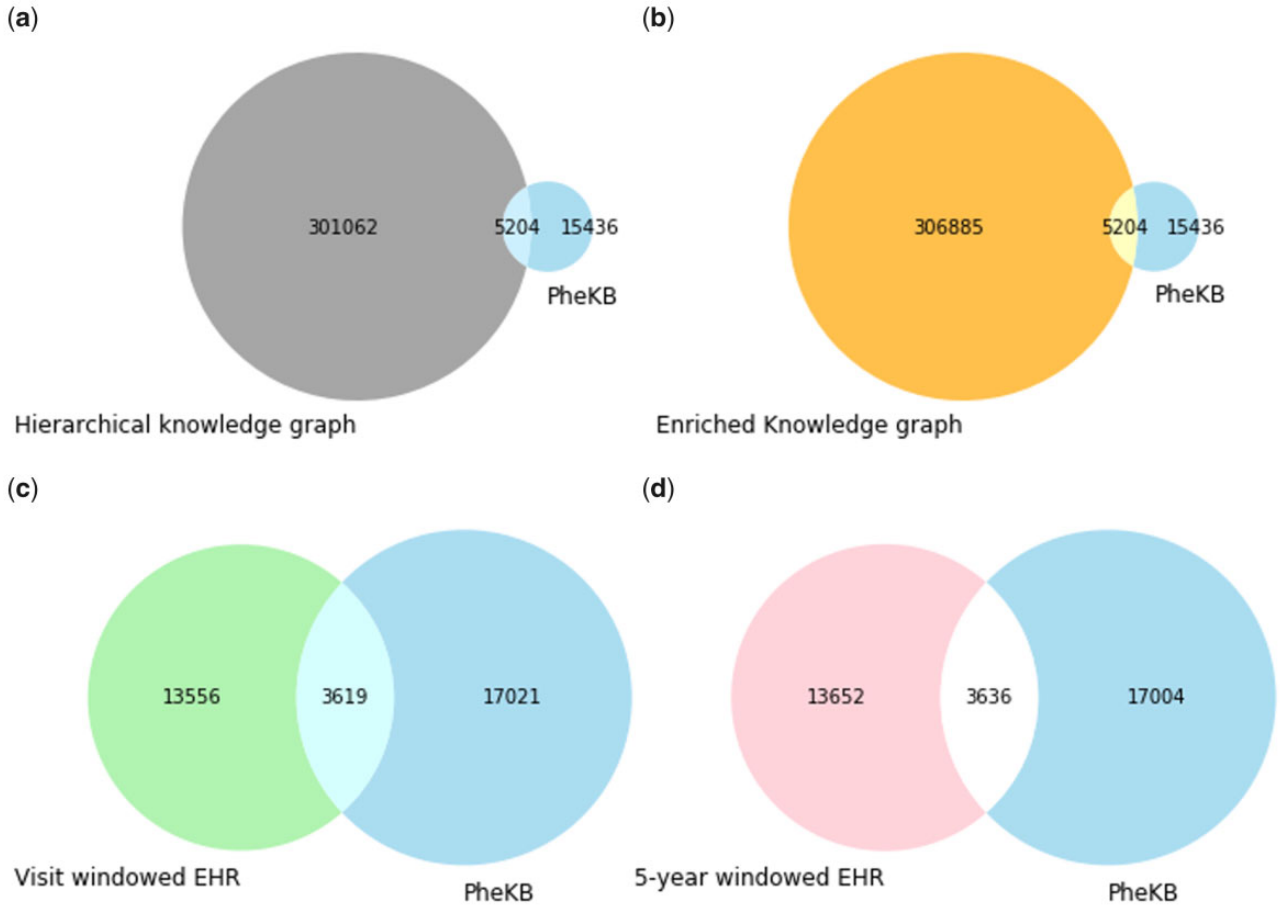 (a)
301062
5204
15436
PheKB
Hierarchical knowledge graph
(b)
306885
5204
15436
PheKB
Enriched Knowledge graph
(c)
13556
3619
17021
Visit windowed EHR
PheKB
(d)
13652
3636
17004
5-year windowed EHR
PheKB